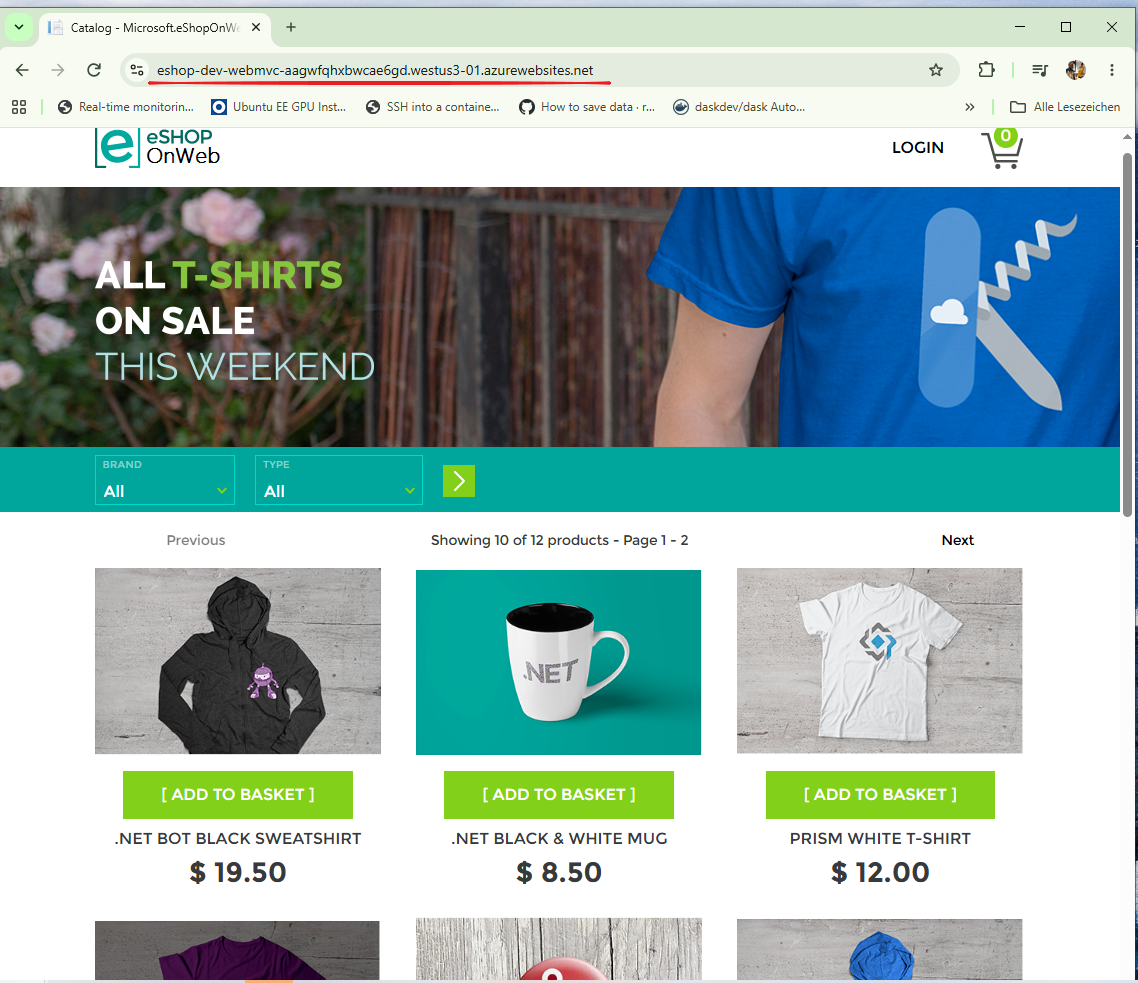 Catalog - Microsoft.eShopOnWe
eshop-dev-webmvc-aagwfqhxbwcae6gd.westus3-01.azurewebsites.net
Real-time monitorin... Ubuntu EE GPU Inst... SSH into a containe... How to save data · r... daskdev/dask Auto... » Alle Lesezeichen
e eSHOP
OnWeb
LOGIN 0
ALL T-SHIRTS
ON SALE
THIS WEEKEND
BRAND TYPE
All All
Previous Showing 10 of 12 products - Page 1 - 2 Next
.NET
[ ADD TO BASKET ] [ ADD TO BASKET ] [ ADD TO BASKET ]
.NET BOT BLACK SWEATSHIRT .NET BLACK & WHITE MUG PRISM WHITE T-SHIRT
$ 19.50 $ 8.50 $ 12.00